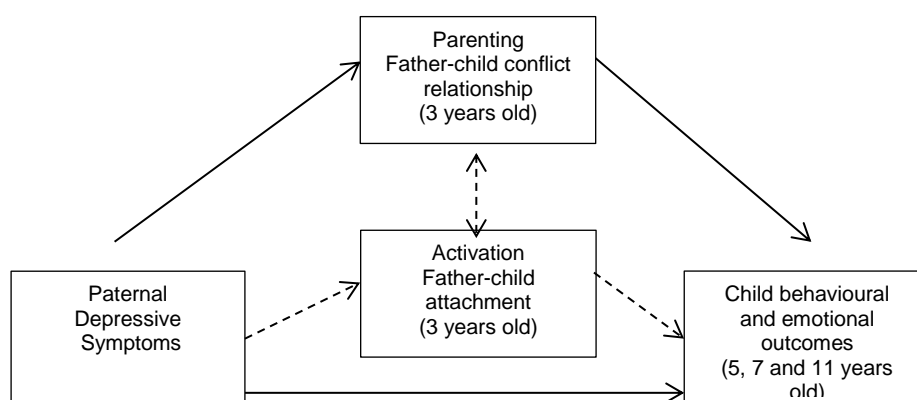 Parenting
Father-child conflict
relationship
(3 years old)
Activation
Father-child
attachment
(3 years old)
Paternal
Depressive
Symptoms
Child behavioural
and emotional
outcomes
(5, 7 and 11 years
old)